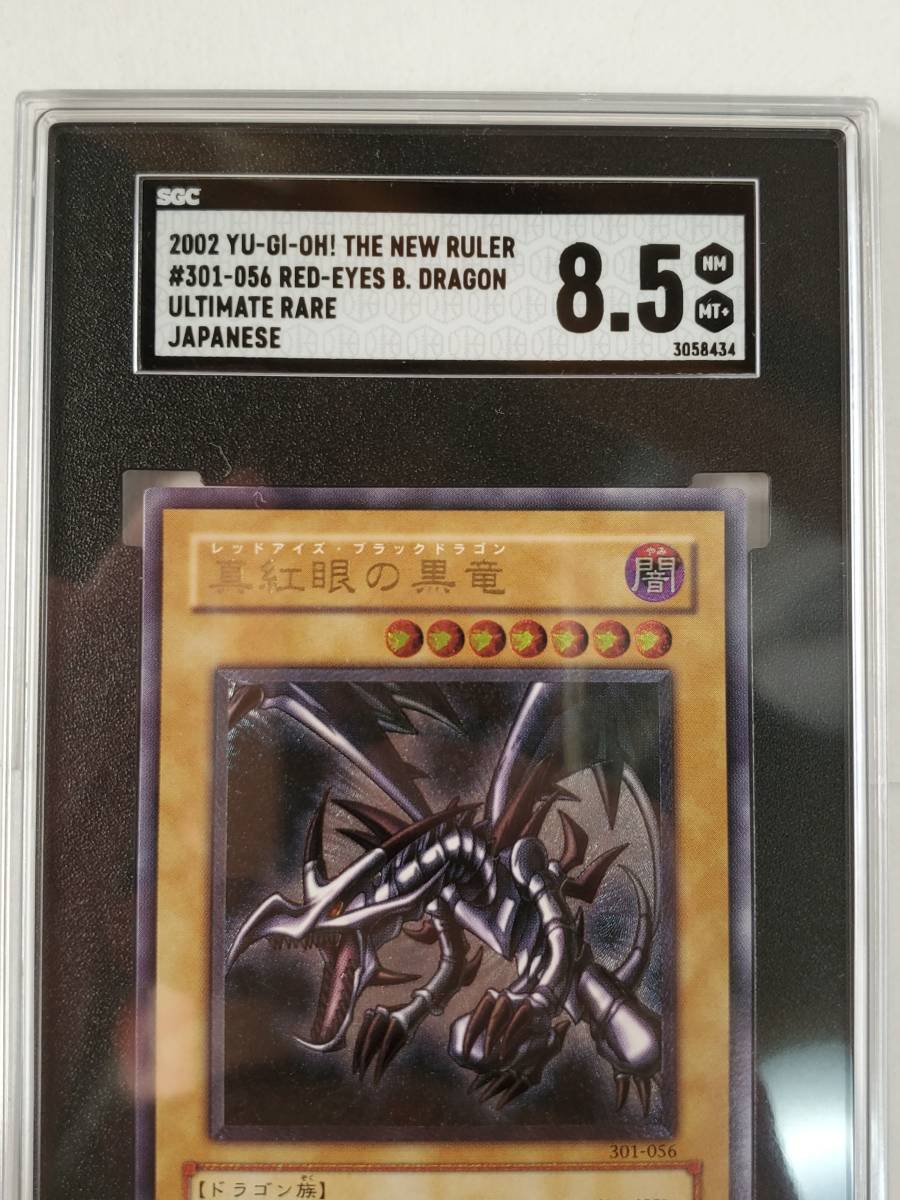 SGC
2002 YU-GI-OH! THE NEW RULER
#301-056 RED-EYES B. DRAGON
ULTIMATE RARE
JAPANESE
8.5
NM
MT+
3058434
レッドアイズ・ブラックドラゴン
真紅眼の黒竜
やみ
闇
301-056
ぞく
【ドラゴン族】